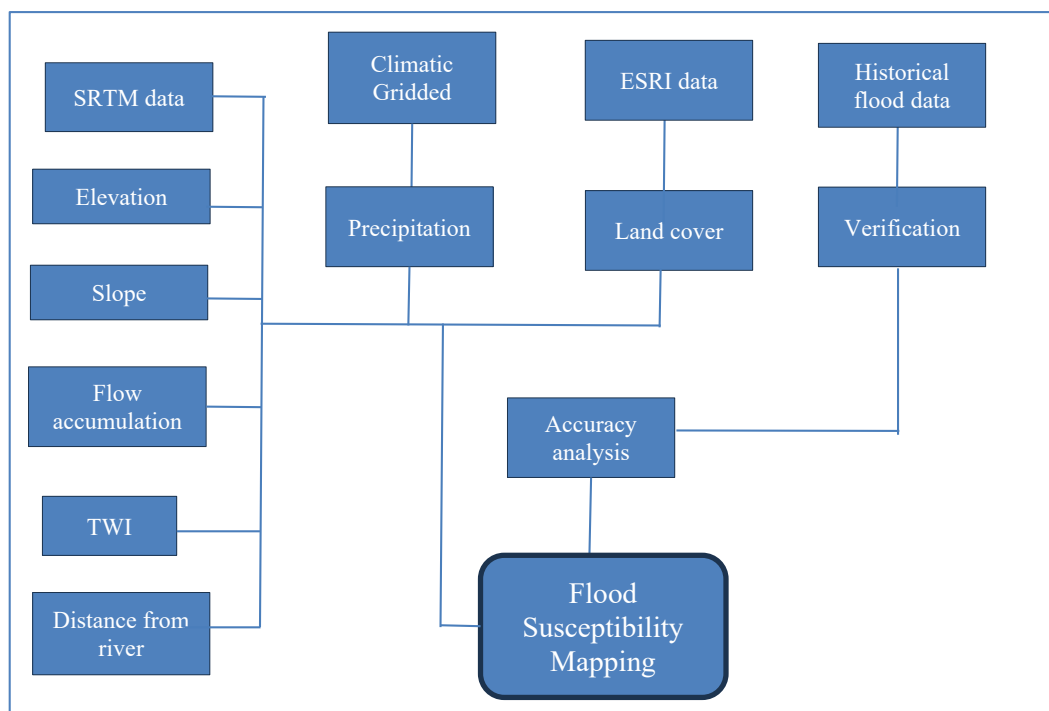 SRTM data
Climatic
Gridded
ESRI data
Historical
flood data
Elevation
Precipitation
Land cover
Verification
Slope
Flow
accumulation
Accuracy
analysis
TWI
Distance from
river
Flood
Susceptibility
Mapping